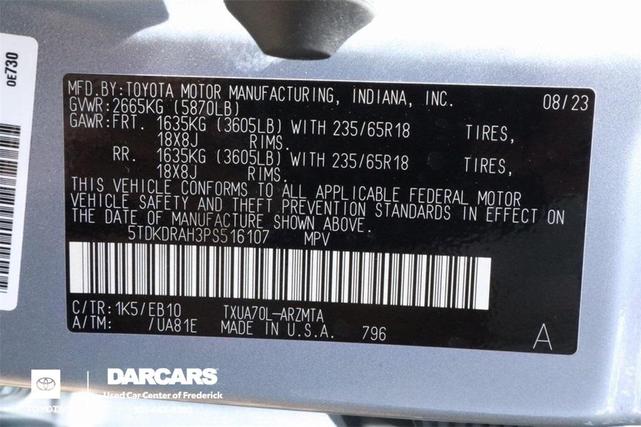 0E730
MFD.BY:TOYOTA MOTOR MANUFACTURING, INDIANA, INC. 08/23
GVWR:2665KG (5870LB)
GAWR:FRT. 1635KG (3605LB) WITH 235/65R18 TIRES,
18X8J RIMS.
RR. 1635KG (3605LB) WITH 235/65R18 TIRES,
18X8J RIMS.
THIS VEHICLE CONFORMS TO ALL APPLICABLE FEDERAL MOTOR
VEHICLE SAFETY AND THEFT PREVENTION STANDARDS IN EFFECT ON
THE DATE OF MANUFACTURE SHOWN ABOVE.
5TDKDRAH3PS516107 MPV
C/TR:1K5/EB10 TXUA70L-ARZMTA
A/TM: /UA81E MADE IN U.S.A. 796 A
DARCARS
Used Car Center of Frederick
TOYOTA